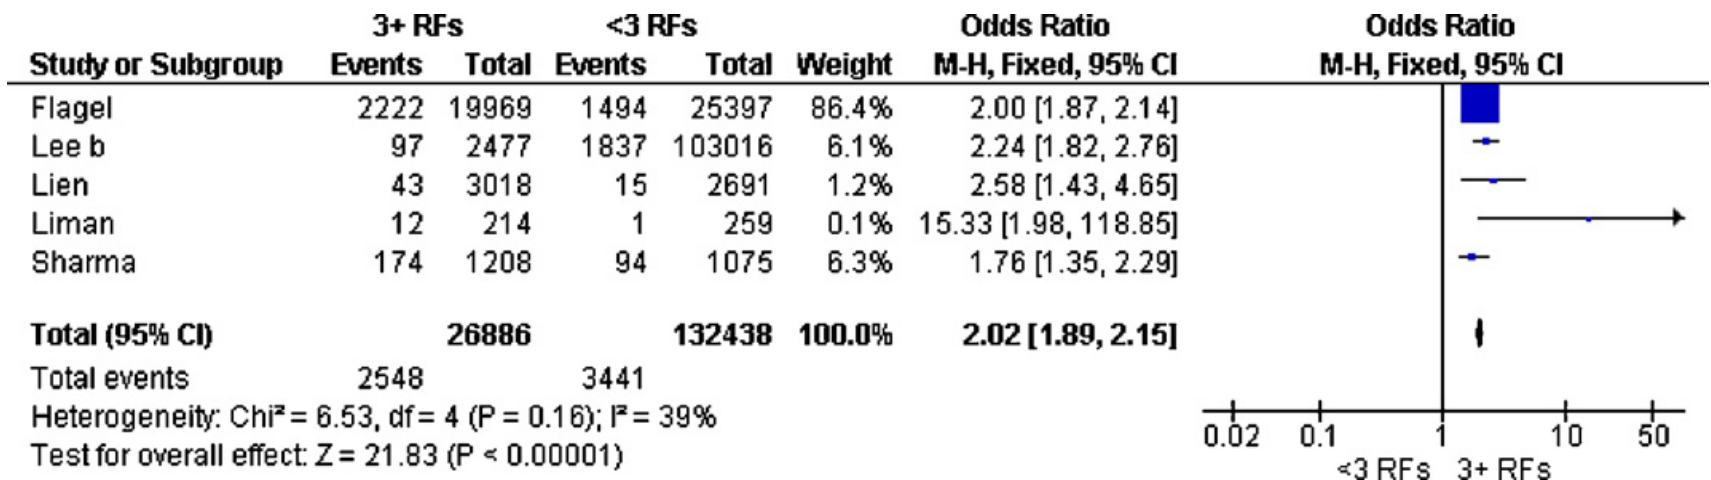 3+ RFs <3 RFs Odds Ratio Odds Ratio
Study or Subgroup Events Total Events Total Weight M-H, Fixed, 95% CI M-H, Fixed, 95% CI
Flagel 2222 19969 1494 25397 86.4% 2.00 [1.87, 2.14]
Lee b 97 2477 1837 103016 6.1% 2.24 [1.82, 2.76]
Lien 43 3018 15 2691 1.2% 2.58 [1.43, 4.65]
Liman 12 214 1 259 0.1% 15.33 [1.98, 118.85]
Sharma 174 1208 94 1075 6.3% 1.76 [1.35, 2.29]
Total (95% CI) 26886 132438 100.0% 2.02 [1.89, 2.15]
Total events 2548 3441
Heterogeneity: Chi² = 6.53, df = 4 (P = 0.16); I² = 39%
Test for overall effect: Z = 21.83 (P < 0.00001)
0.02 0.1 1 10 50
<3 RFs 3+ RFs